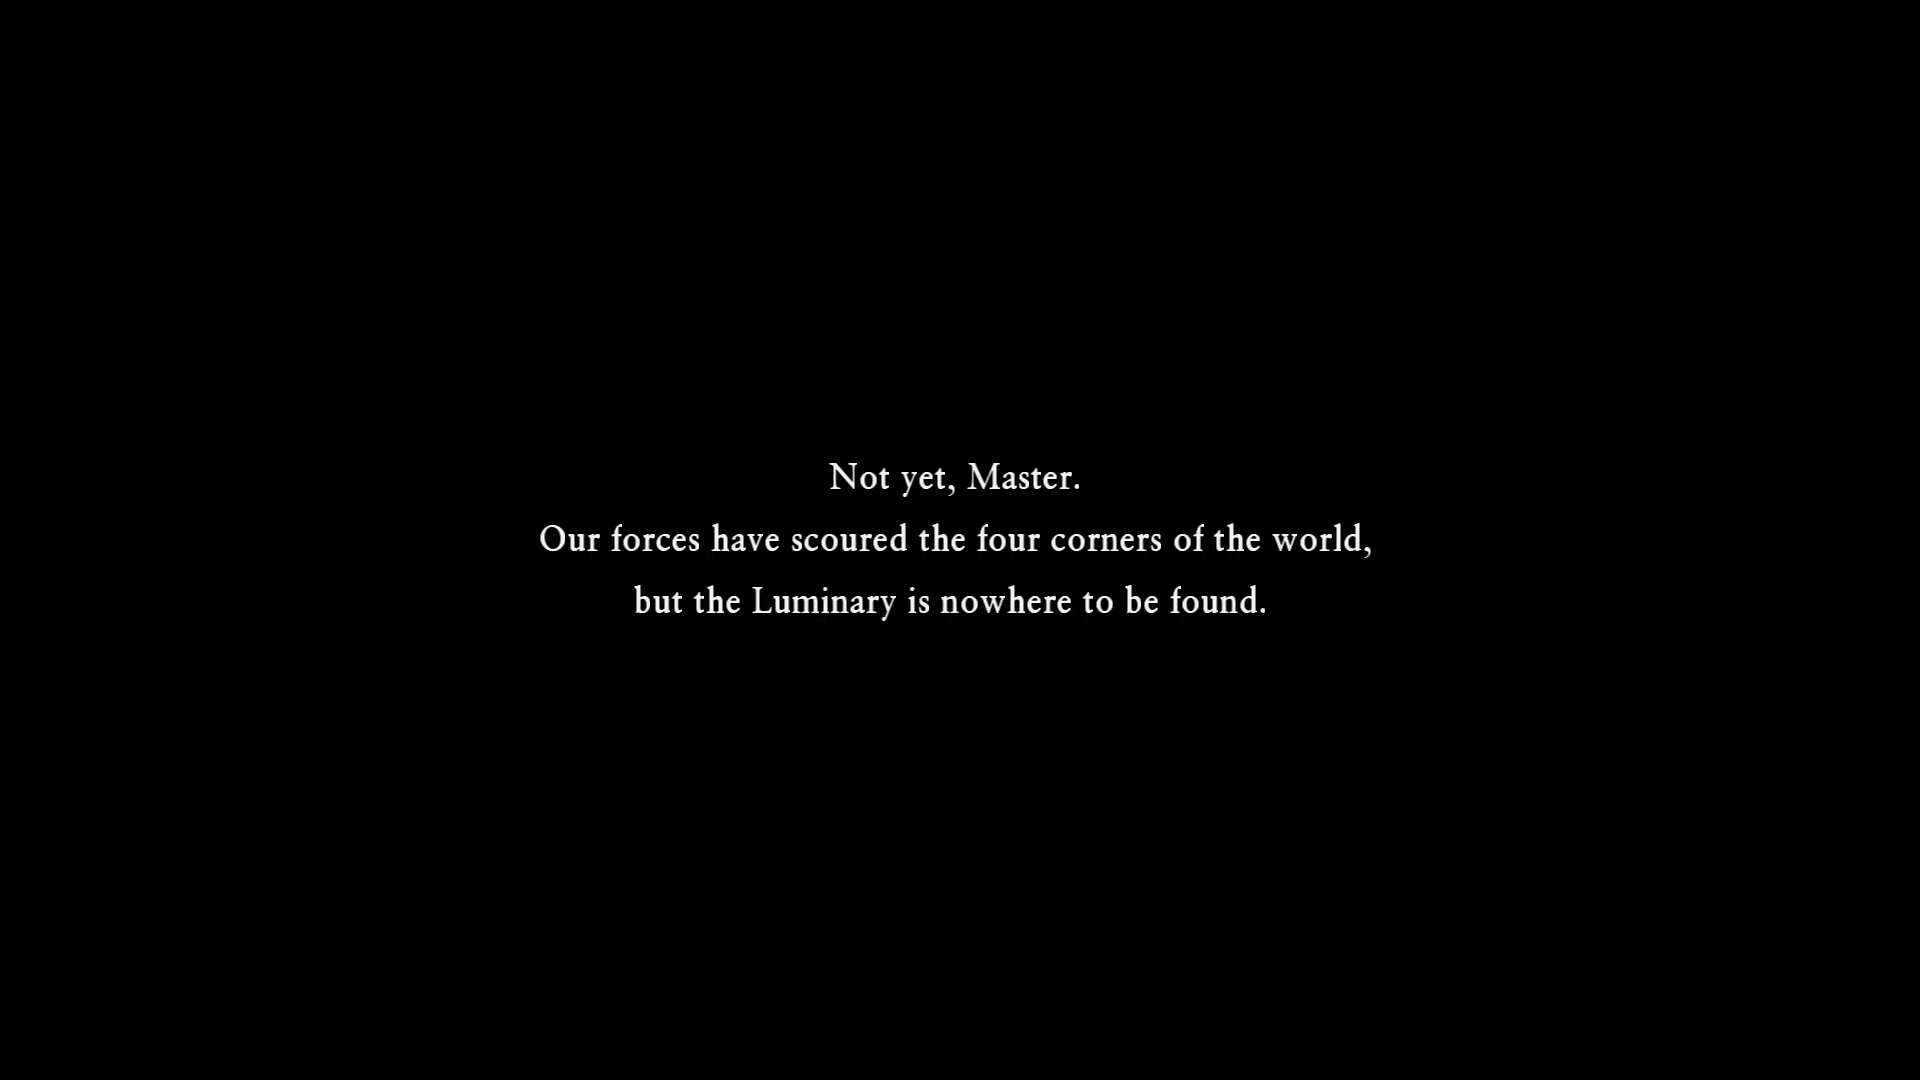 Not yet, Master.
Our forces have scoured the four corners of the world,
but the Luminary is nowhere to be found.